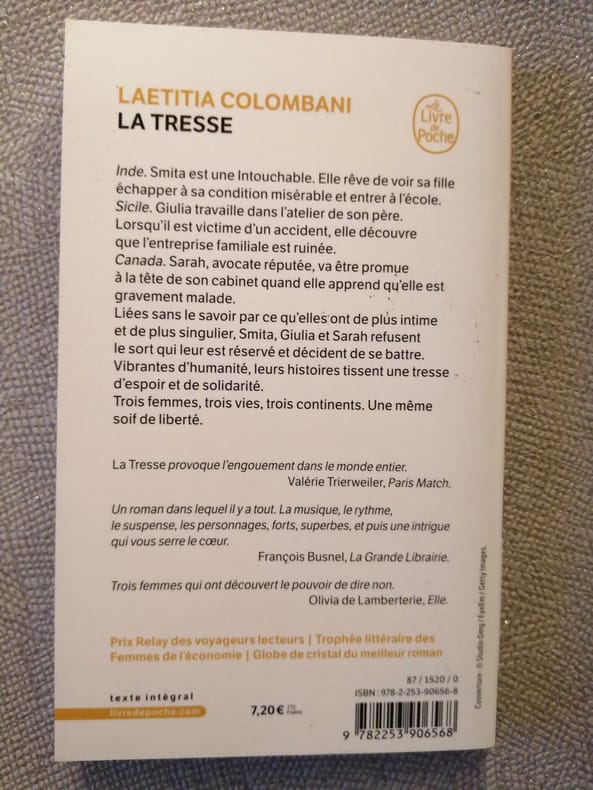 LAETITIA COLOMBANI
LA TRESSE
Le
Livre
de
Poche
Inde. Smita est une Intouchable. Elle rêve de voir sa fille
échapper à sa condition misérable et entrer à l'école.
Sicile. Giulia travaille dans l'atelier de son père.
Lorsqu'il est victime d'un accident, elle découvre
que l'entreprise familiale est ruinée.
Canada. Sarah, avocate réputée, va être promue
à la tête de son cabinet quand elle apprend qu'elle est
gravement malade.
Liées sans le savoir par ce qu'elles ont de plus intime
et de plus singulier, Smita, Giulia et Sarah refusent
le sort qui leur est réservé et décident de se battre.
Vibrantes d'humanité, leurs histoires tissent une tresse
d'espoir et de solidarité.
Trois femmes, trois vies, trois continents. Une même
soif de liberté.
La Tresse provoque l'engouement dans le monde entier.
Valérie Trierweiler, Paris Match.
Un roman dans lequel il y a tout. La musique, le rythme,
le suspense, les personnages, forts, superbes, et puis une intrigue
qui vous serre le cœur.
François Busnel, La Grande Librairie.
Trois femmes qui ont découvert le pouvoir de dire non.
Olivia de Lamberterie, Elle.
Prix Relay des voyageurs lecteurs | Trophée littéraire des
Femmes de l'économie | Globe de cristal du meilleur roman
texte intégral
livredepoche.com
7,20 € TTC
France
87 / 1520 / 0
ISBN : 978-2-253-90656-8
9 782253 906568
Couverture : © Studio Omg / EyeEm / Getty Images.